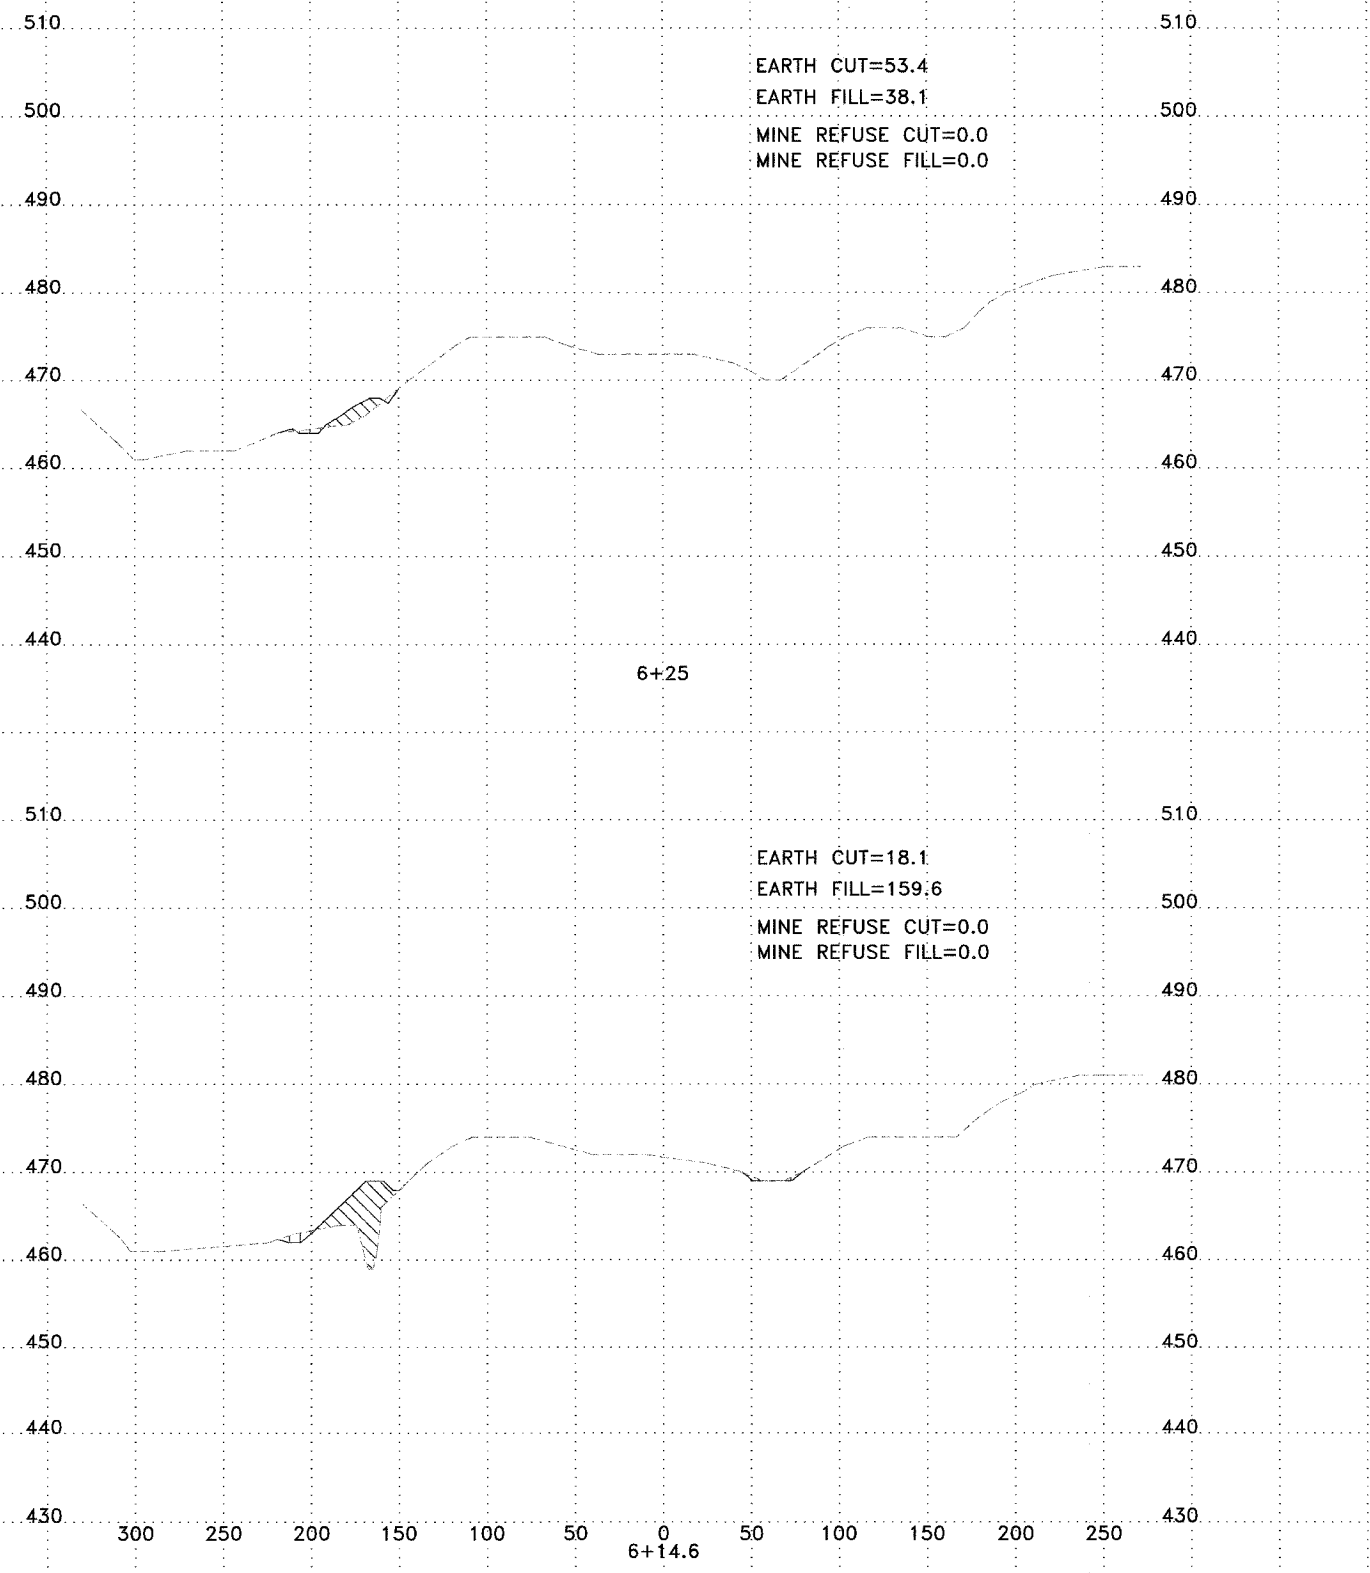 510 510
EARTH CUT=53.4
EARTH FILL=38.1
500 500
MINE REFUSE CUT=0.0
MINE REFUSE FILL=0.0
490 490
480 480
470 470
460 460
450 450
440 440
6+25
510 510
EARTH CUT=18.1
EARTH FILL=159.6
500 500
MINE REFUSE CUT=0.0
MINE REFUSE FILL=0.0
490 490
480 480
470 470
460 460
450 450
440 440
430 430
300 250 200 150 100 50 0 50 100 150 200 250
6+14.6